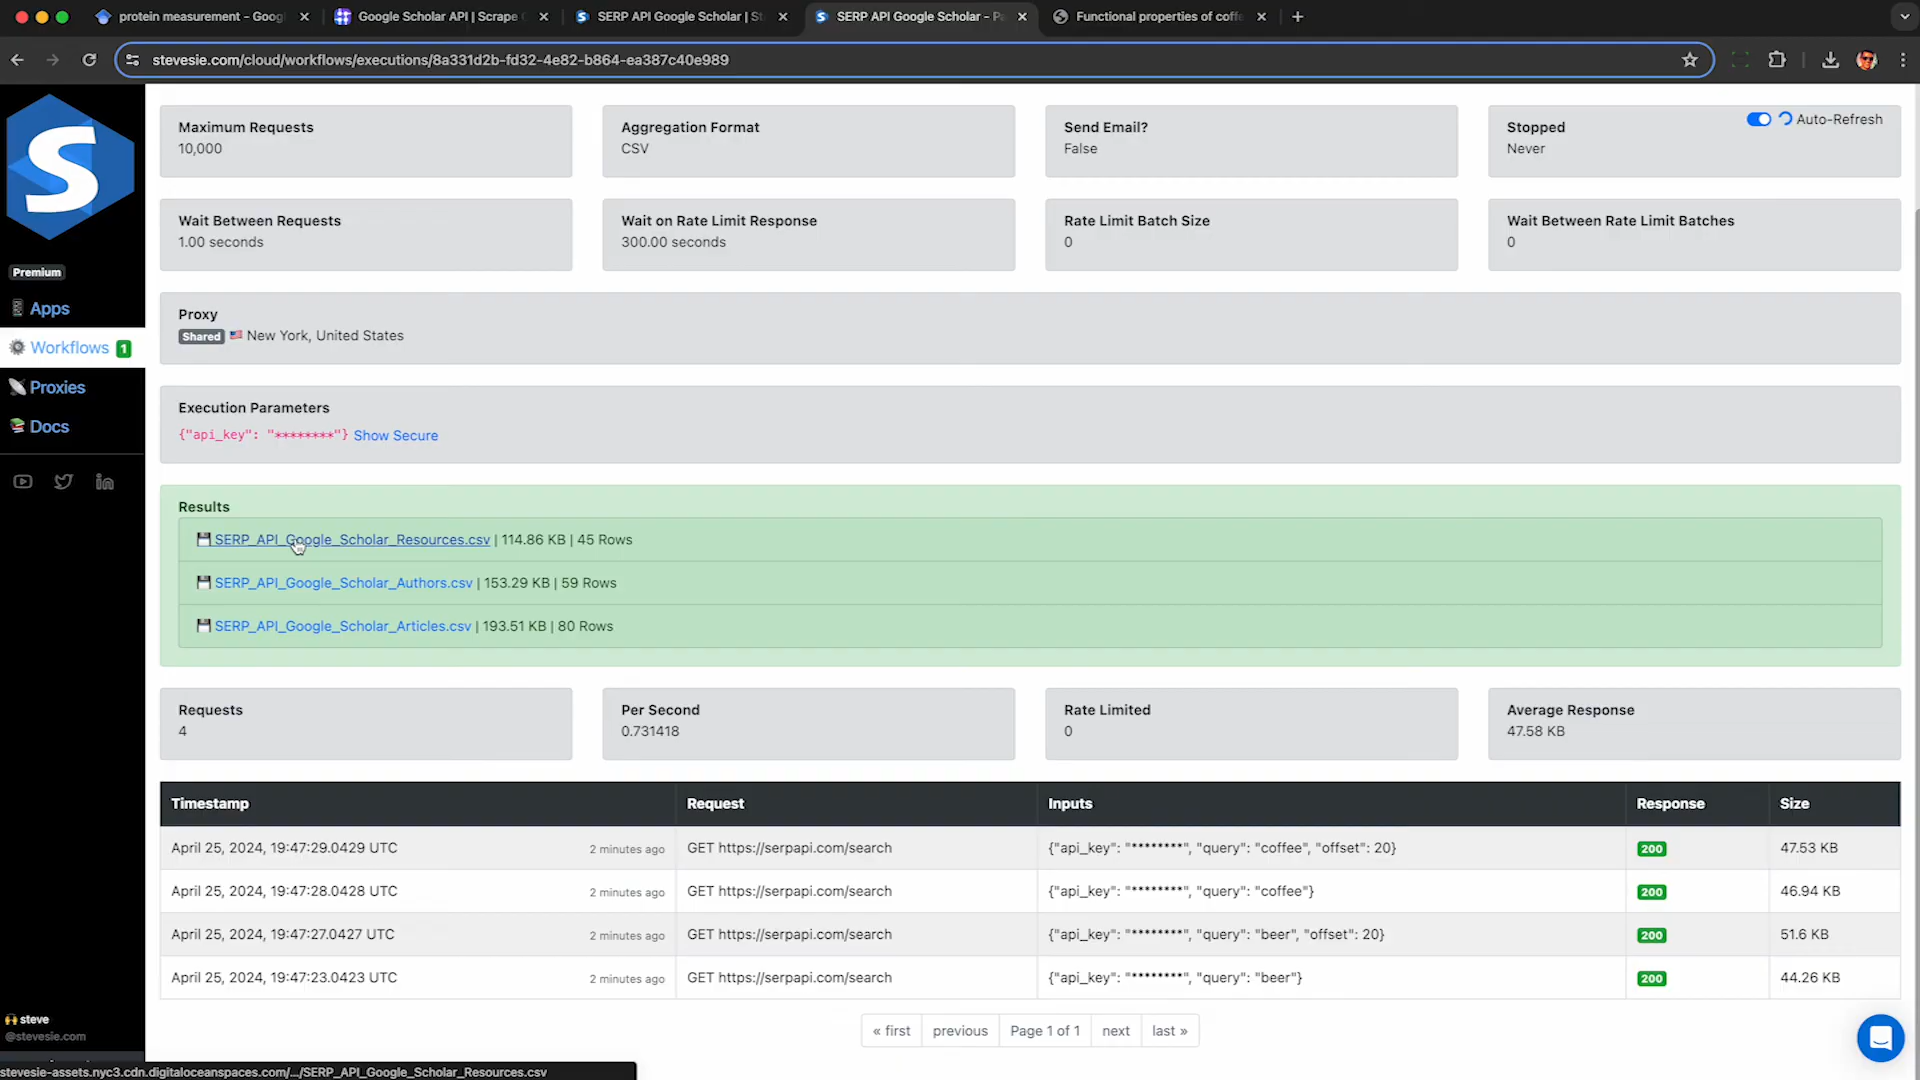 protein measurement - Goog
Google Scholar API | Scrape
SERP API Google Scholar | St
SERP API Google Scholar - Pa
Functional properties of coff
stevesie.com/cloud/workflows/executions/8a331d2b-fd32-4e82-b864-ea387c40e989
S
Premium
Apps
Workflows 1
Proxies
Docs
steve
@stevesie.com
Maximum Requests
10,000
Aggregation Format
CSV
Send Email?
False
Stopped
Never
Auto-Refresh
Wait Between Requests
1.00 seconds
Wait on Rate Limit Response
300.00 seconds
Rate Limit Batch Size
0
Wait Between Rate Limit Batches
0
Proxy
Shared New York, United States
Execution Parameters
{"api_key": "********"} Show Secure
Results
SERP_API_Google_Scholar_Resources.csv | 114.86 KB | 45 Rows
SERP_API_Google_Scholar_Authors.csv | 153.29 KB | 59 Rows
SERP_API_Google_Scholar_Articles.csv | 193.51 KB | 80 Rows
Requests
4
Per Second
0.731418
Rate Limited
0
Average Response
47.58 KB
Timestamp Request Inputs Response Size
April 25, 2024, 19:47:29.0429 UTC 2 minutes ago GET https://serpapi.com/search {"api_key": "********", "query": "coffee", "offset": 20} 200 47.53 KB
April 25, 2024, 19:47:28.0428 UTC 2 minutes ago GET https://serpapi.com/search {"api_key": "********", "query": "coffee"} 200 46.94 KB
April 25, 2024, 19:47:27.0427 UTC 2 minutes ago GET https://serpapi.com/search {"api_key": "********", "query": "beer", "offset": 20} 200 51.6 KB
April 25, 2024, 19:47:23.0423 UTC 2 minutes ago GET https://serpapi.com/search {"api_key": "********", "query": "beer"} 200 44.26 KB
« first previous Page 1 of 1 next last »
stevesie-assets.nyc3.cdn.digitaloceanspaces.com/.../SERP_API_Google_Scholar_Resources.csv